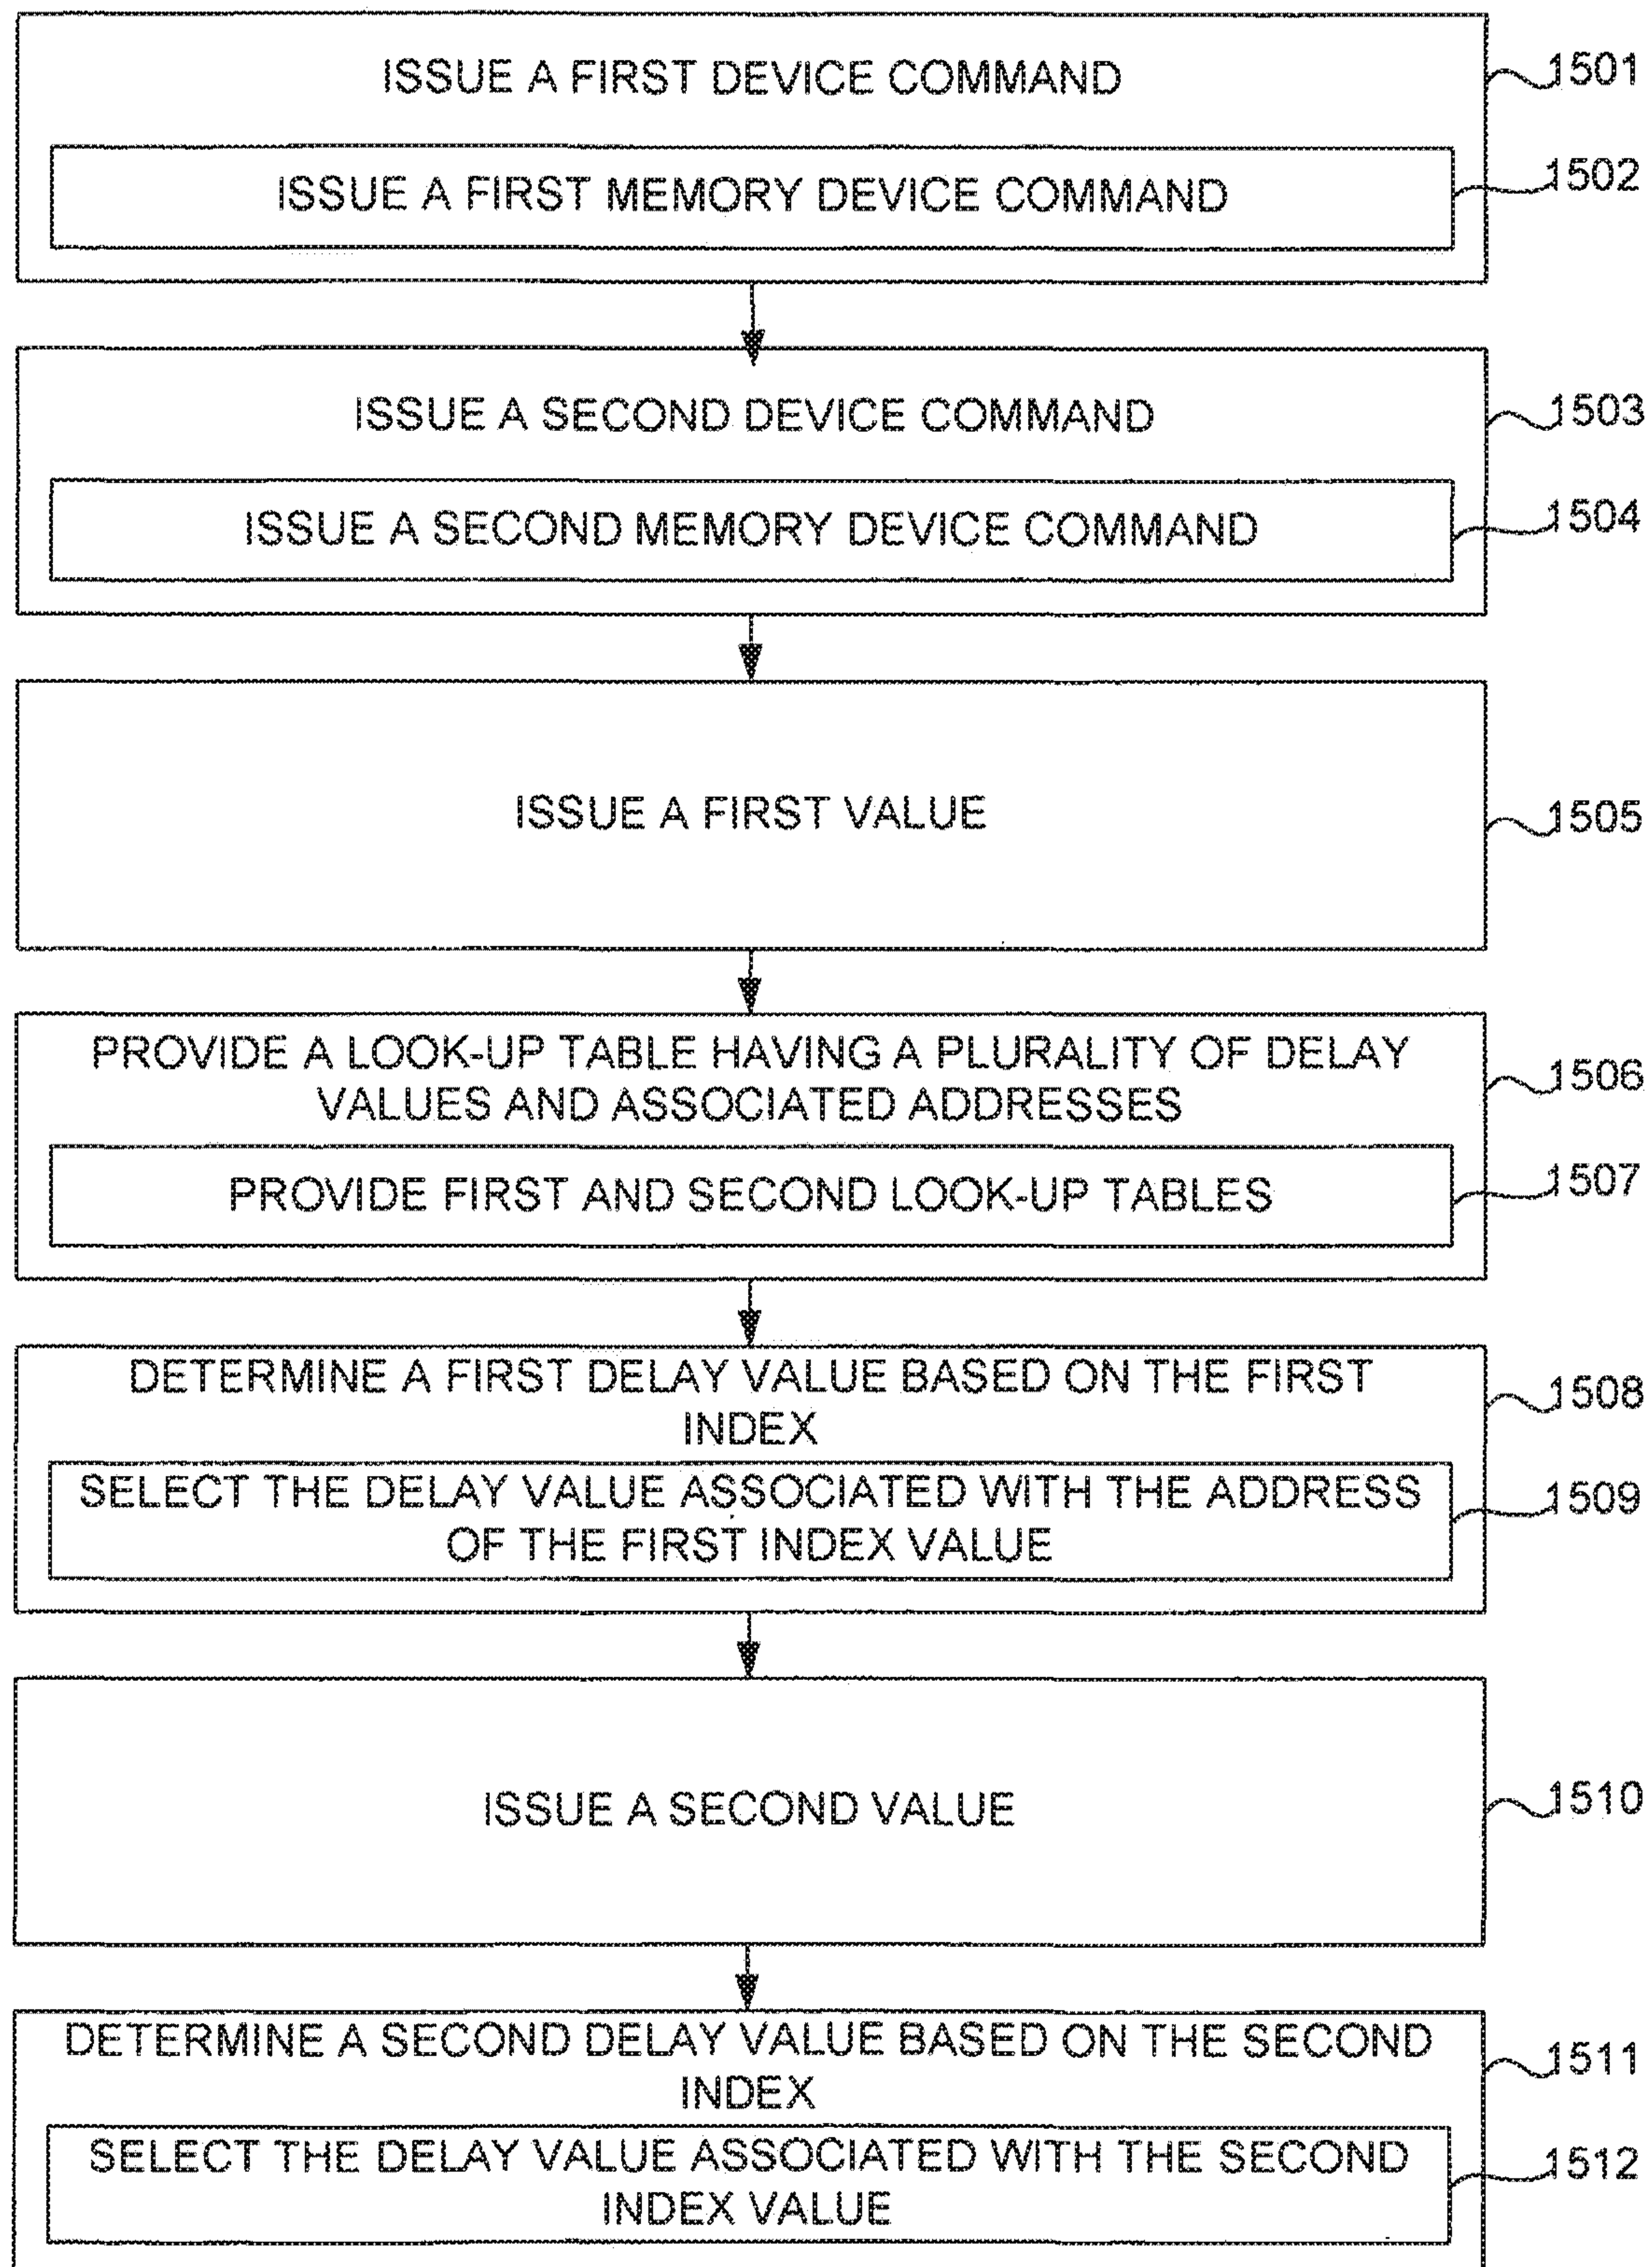 ISSUE A FIRST DEVICE COMMAND
1501
ISSUE A FIRST MEMORY DEVICE COMMAND
1502
ISSUE A SECOND DEVICE COMMAND
1503
ISSUE A SECOND MEMORY DEVICE COMMAND
1504
ISSUE A FIRST VALUE
1505
PROVIDE A LOOK-UP TABLE HAVING A PLURALITY OF DELAY
VALUES AND ASSOCIATED ADDRESSES
1506
PROVIDE FIRST AND SECOND LOOK-UP TABLES
1507
DETERMINE A FIRST DELAY VALUE BASED ON THE FIRST
INDEX
1508
SELECT THE DELAY VALUE ASSOCIATED WITH THE ADDRESS
OF THE FIRST INDEX VALUE
1509
ISSUE A SECOND VALUE
1510
DETERMINE A SECOND DELAY VALUE BASED ON THE SECOND
INDEX
1511
SELECT THE DELAY VALUE ASSOCIATED WITH THE SECOND
INDEX VALUE
1512